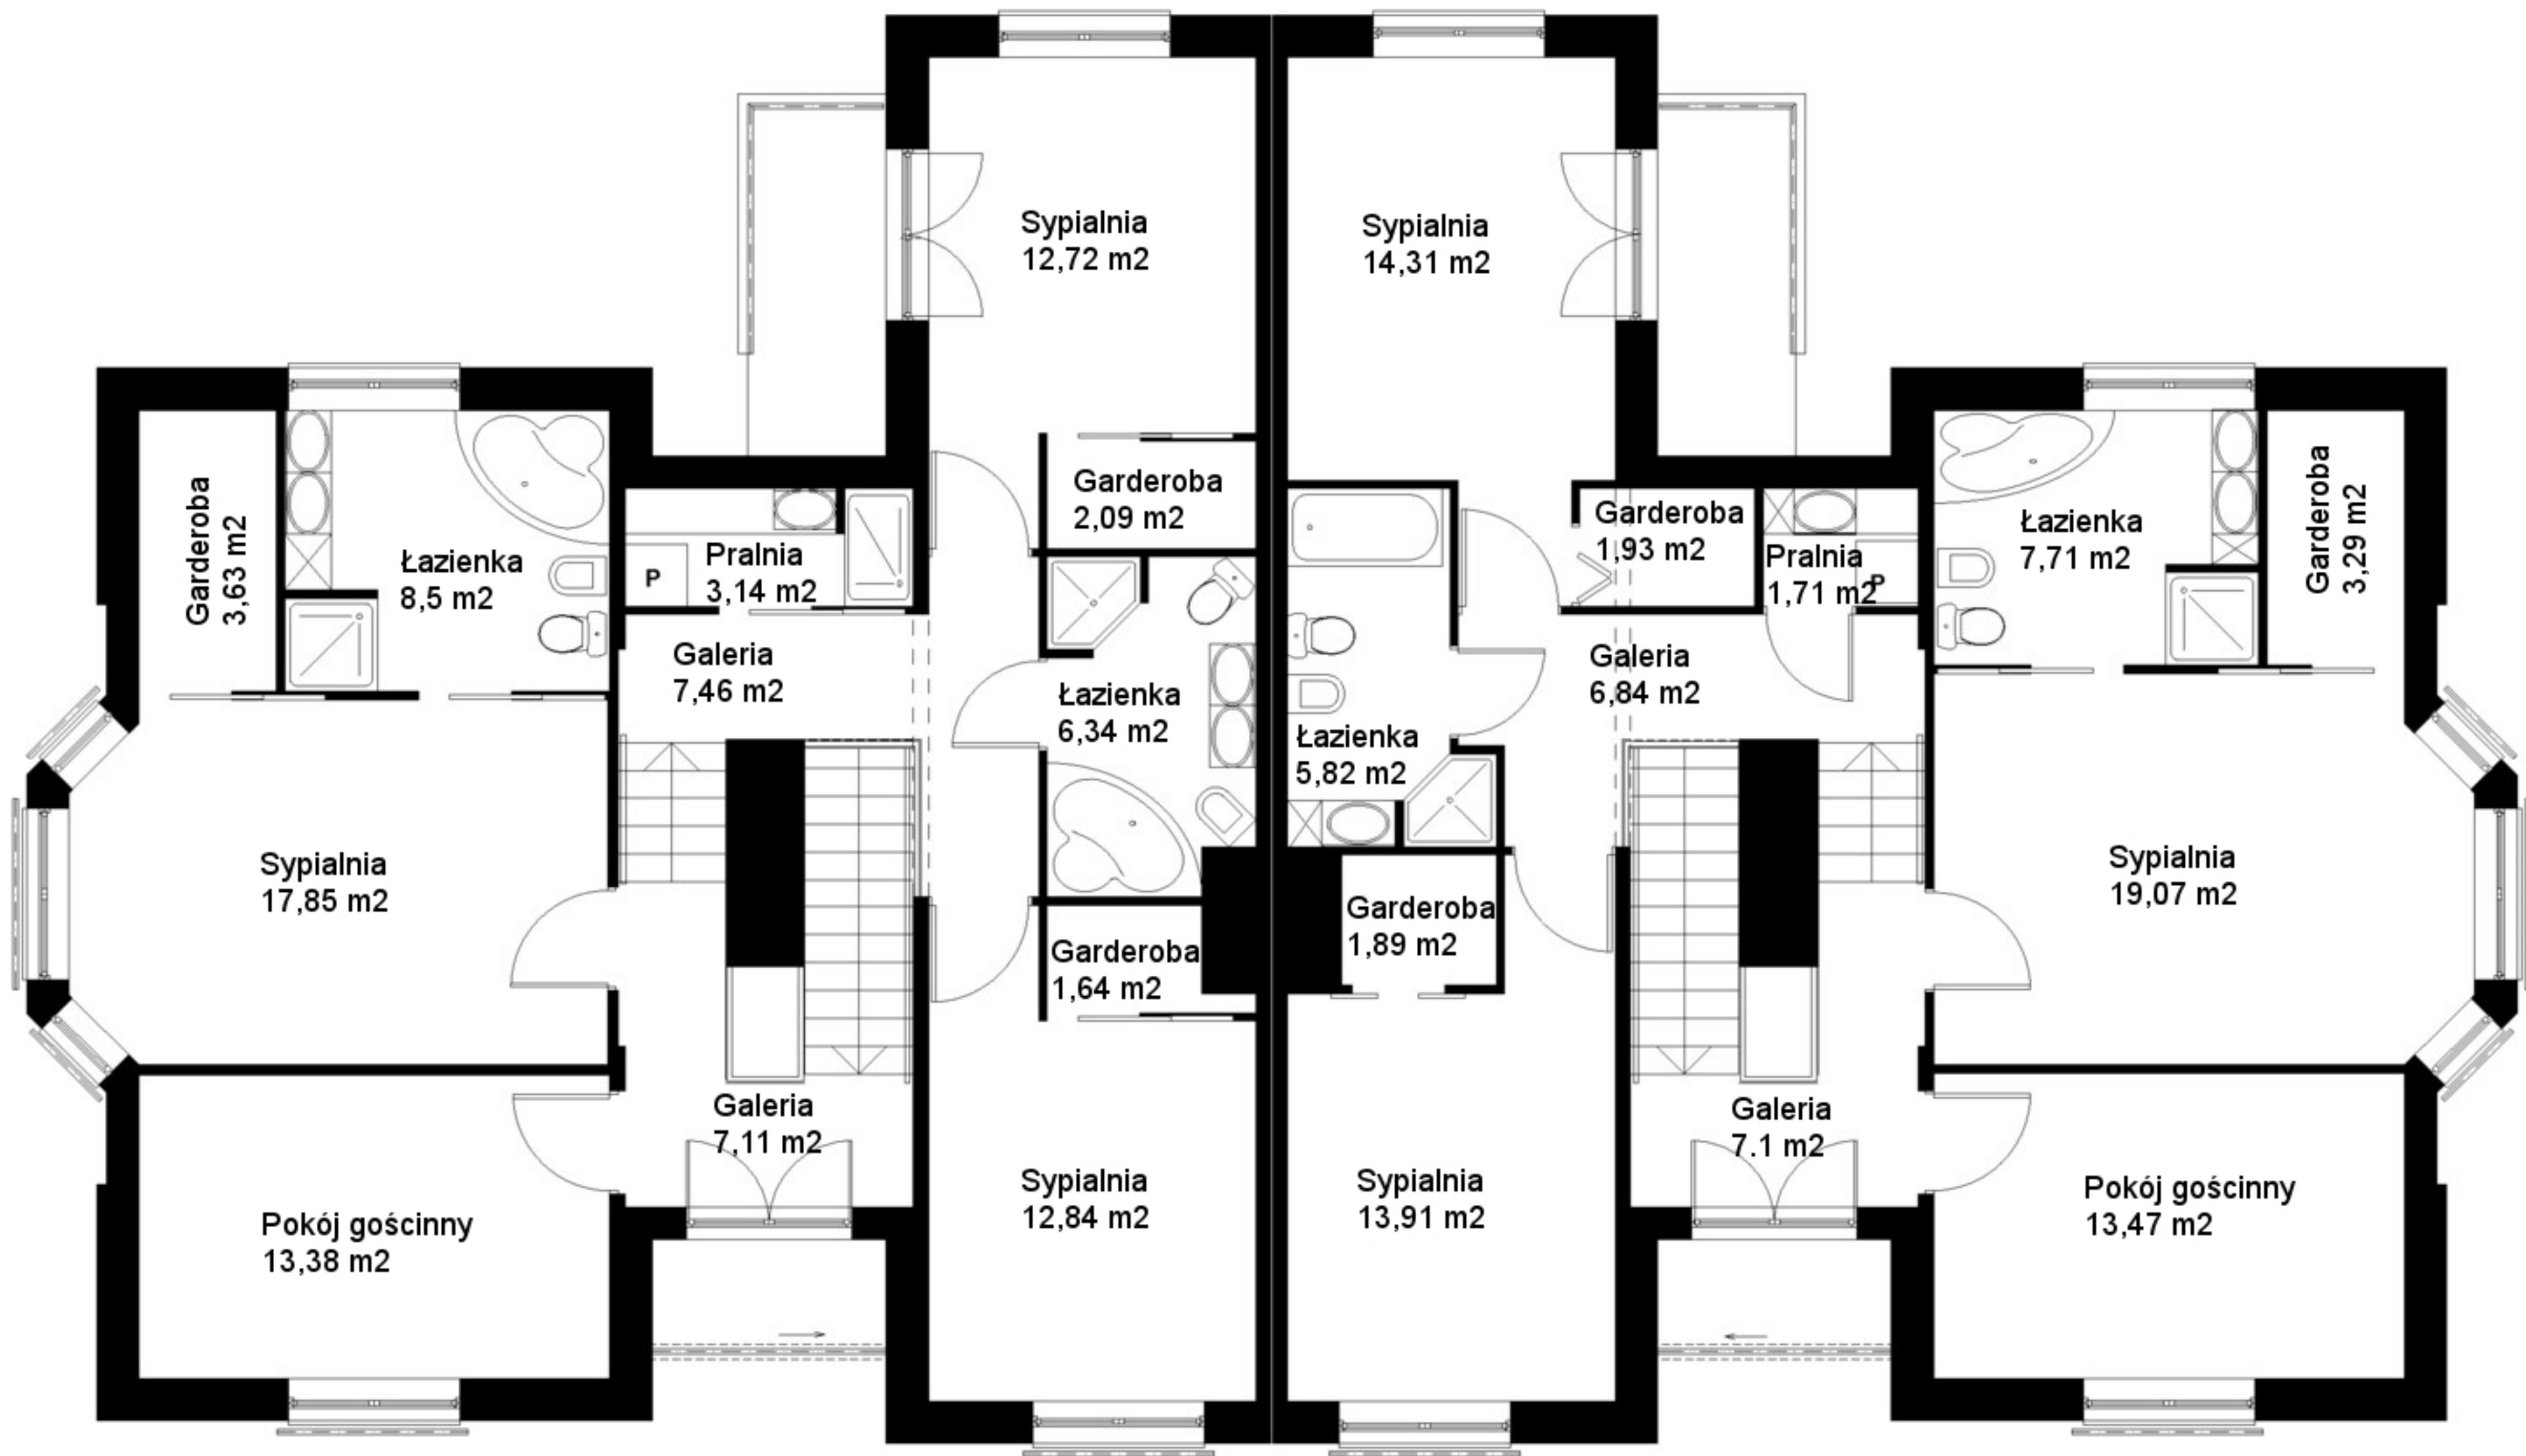 Sypialnia
12,72 m2
Sypialnia
14,31 m2
Garderoba
3,63 m2
Łazienka
8,5 m2
P
Pralnia
3,14 m2
Garderoba
2,09 m2
Garderoba
1,93 m2
Pralnia
1,71 m2
P
Łazienka
7,71 m2
Garderoba
3,29 m2
Galeria
7,46 m2
Łazienka
6,34 m2
Łazienka
5,82 m2
Galeria
6,84 m2
Sypialnia
17,85 m2
Garderoba
1,64 m2
Garderoba
1,89 m2
Sypialnia
19,07 m2
Galeria
7,11 m2
Galeria
7.1 m2
Pokój gościnny
13,38 m2
Sypialnia
12,84 m2
Sypialnia
13,91 m2
Pokój gościnny
13,47 m2